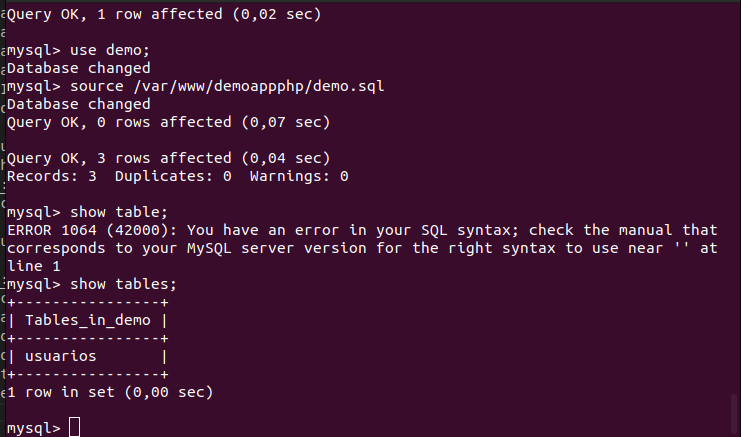 Query OK, 1 row affected (0,02 sec)

mysql> use demo;
Database changed
mysql> source /var/www/demoappphp/demo.sql
Database changed
Query OK, 0 rows affected (0,07 sec)

Query OK, 3 rows affected (0,04 sec)
Records: 3  Duplicates: 0  Warnings: 0

mysql> show table;
ERROR 1064 (42000): You have an error in your SQL syntax; check the manual that
corresponds to your MySQL server version for the right syntax to use near '' at
line 1
mysql> show tables;
+----------------+
| Tables_in_demo |
+----------------+
| usuarios       |
+----------------+
1 row in set (0,00 sec)

mysql>